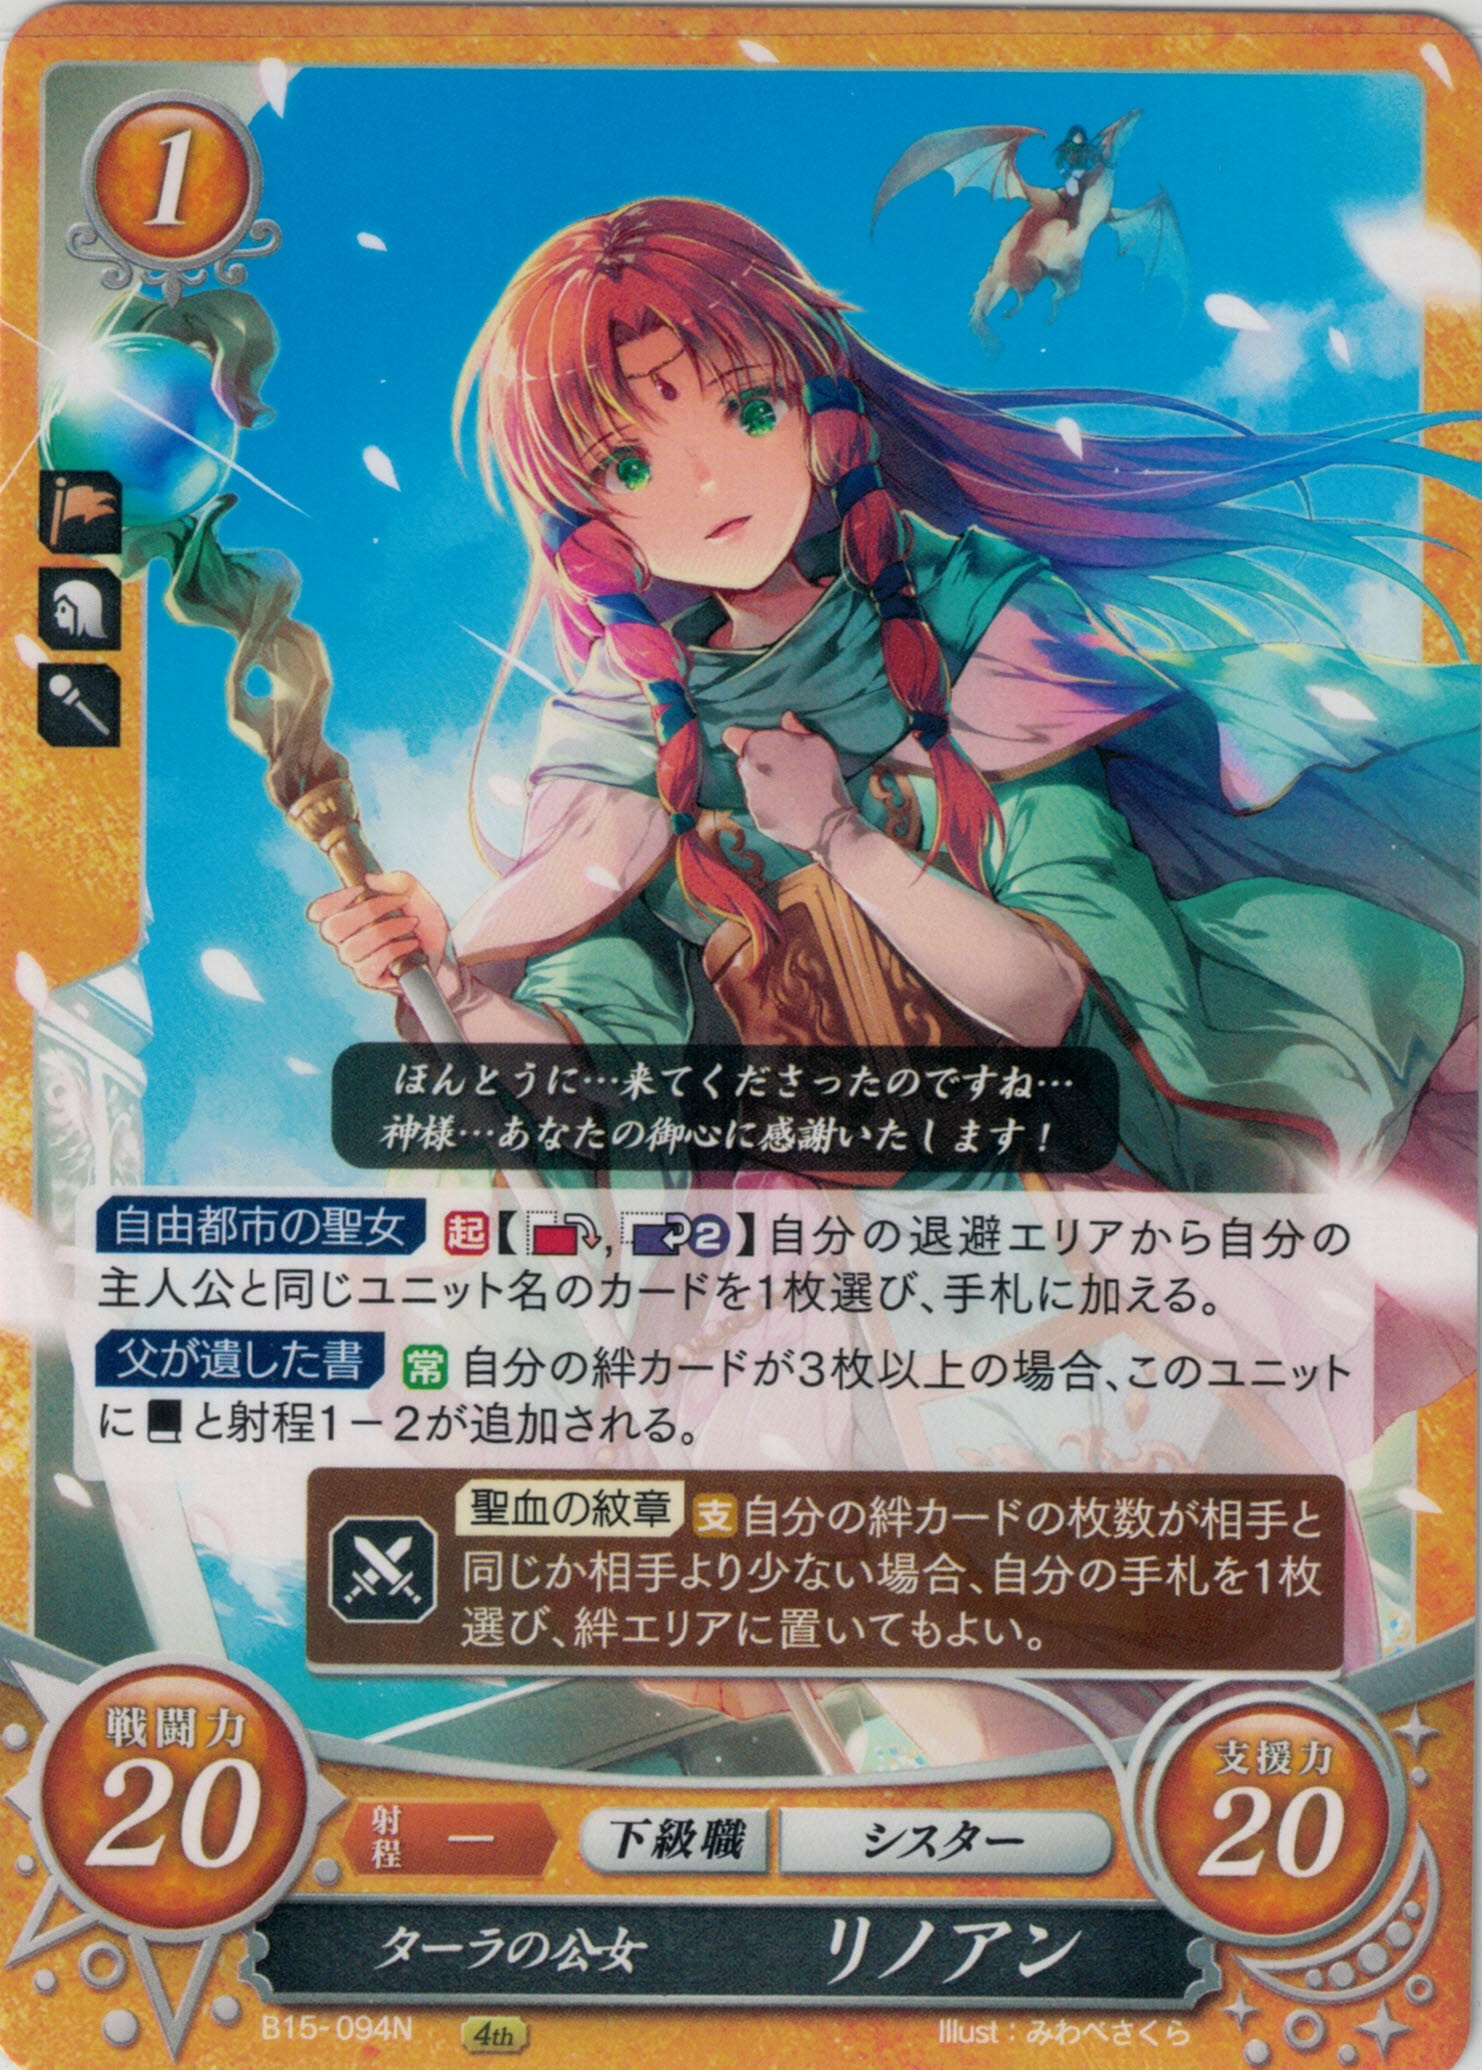 1
ほんとうに…来てくださったのですね…
神様…あなたの御心に感謝いたします！
自由都市の聖女 起【 , 2】自分の退避エリアから自分の
主人公と同じユニット名のカードを1枚選び、手札に加える。
父が遺した書 常 自分の絆カードが3枚以上の場合、このユニット
に と射程1－2が追加される。
聖血の紋章 支 自分の絆カードの枚数が相手と
同じか相手より少ない場合、自分の手札を1枚
選び、絆エリアに置いてもよい。
戦闘力
20
射程 ー
下級職
シスター
支援力
20
ターラの公女 リノアン
B15-094N
4th
Illust：みわべさくら